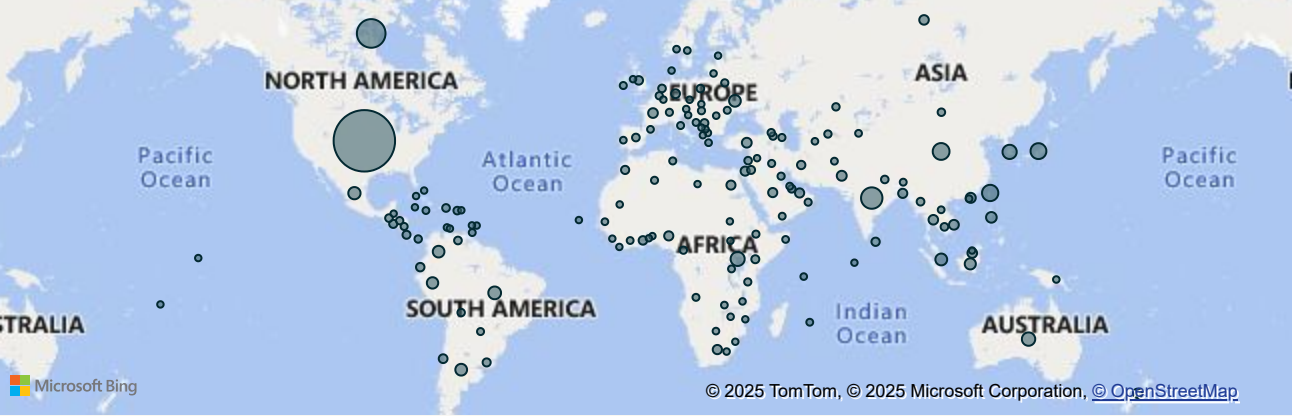 NORTH AMERICA
EUROPE
ASIA
Pacific
Ocean
Atlantic
Ocean
Pacific
Ocean
AFRICA
SOUTH AMERICA
Indian
Ocean
STRALIA
AUSTRALIA
Microsoft Bing
© 2025 TomTom, © 2025 Microsoft Corporation, © OpenStreetMap